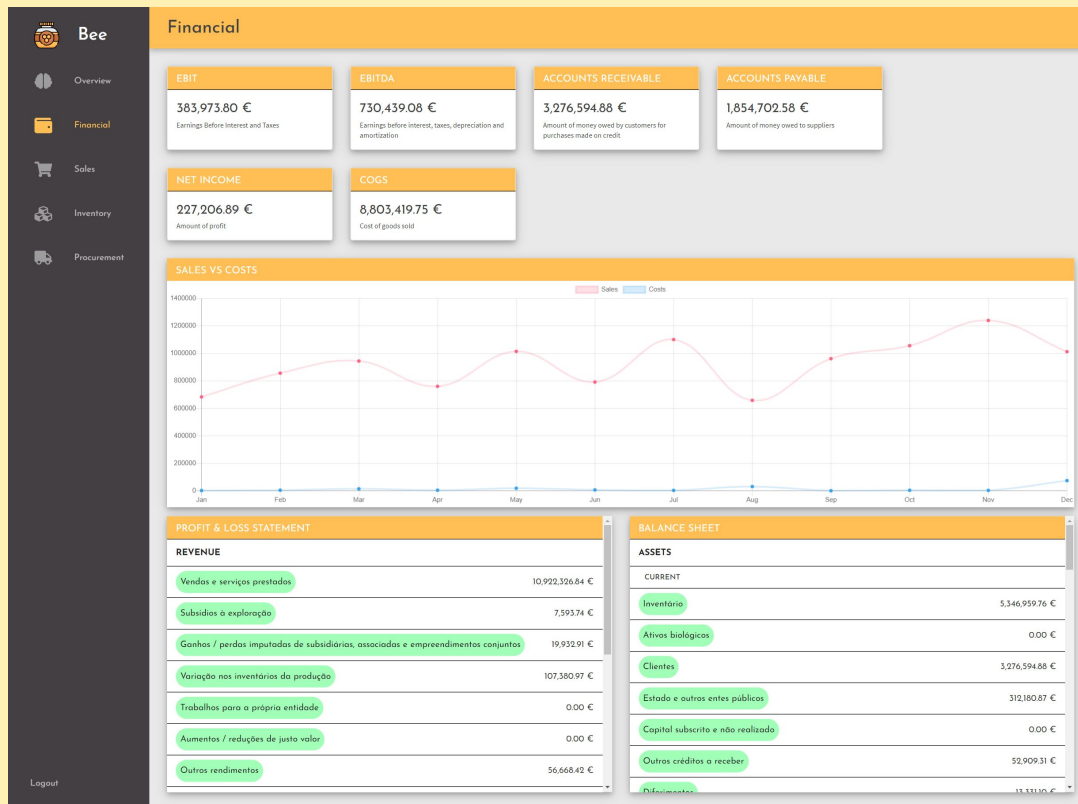 Bee
Overview
Financial
Sales
Inventory
Procurement
Logout
Financial
EBIT
383,973.80 €
Earnings Before Interest and Taxes
EBITDA
730,439.08 €
Earnings before interest, taxes, depreciation and
amortization
ACCOUNTS RECEIVABLE
3,276,594.88 €
Amount of money owed by customers for
purchases made on credit
ACCOUNTS PAYABLE
1,854,702.58 €
Amount of money owed to suppliers
NET INCOME
227,206.89 €
Amount of profit
COGS
8,803,419.75 €
Cost of goods sold
SALES VS COSTS
Sales Costs
1400000
1200000
1000000
800000
600000
400000
200000
0
Jan Feb Mar Apr May Jun Jul Aug Sep Oct Nov Dec
PROFIT & LOSS STATEMENT
REVENUE
Vendas e serviços prestados 10,922,326.84 €
Subsídios à exploração 7,593.74 €
Ganhos / perdas imputadas de subsidiárias, associadas e empreendimentos conjuntos 19,932.91 €
Variação nos inventários da produção 107,380.97 €
Trabalhos para a própria entidade 0.00 €
Aumentos / reduções de justo valor 0.00 €
Outros rendimentos 56,668.42 €
BALANCE SHEET
ASSETS
CURRENT
Inventário 5,346,959.76 €
Ativos biológicos 0.00 €
Clientes 3,276,594.88 €
Estado e outros entes públicos 312,180.87 €
Capital subscrito e não realizado 0.00 €
Outros créditos a receber 52,909.31 €
Diferimentos 13,331.10 €